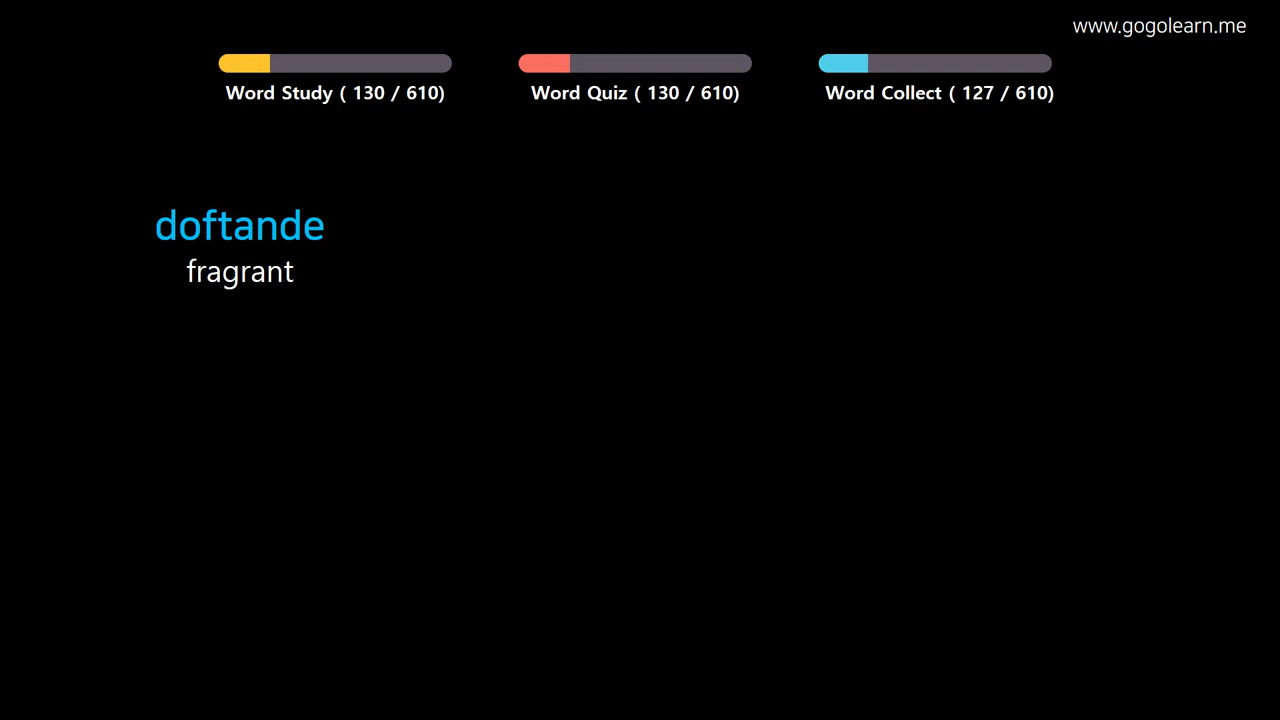 www.gogolearn.me
Word Study ( 130 / 610)
Word Quiz ( 130 / 610)
Word Collect ( 127 / 610)
doftande
fragrant